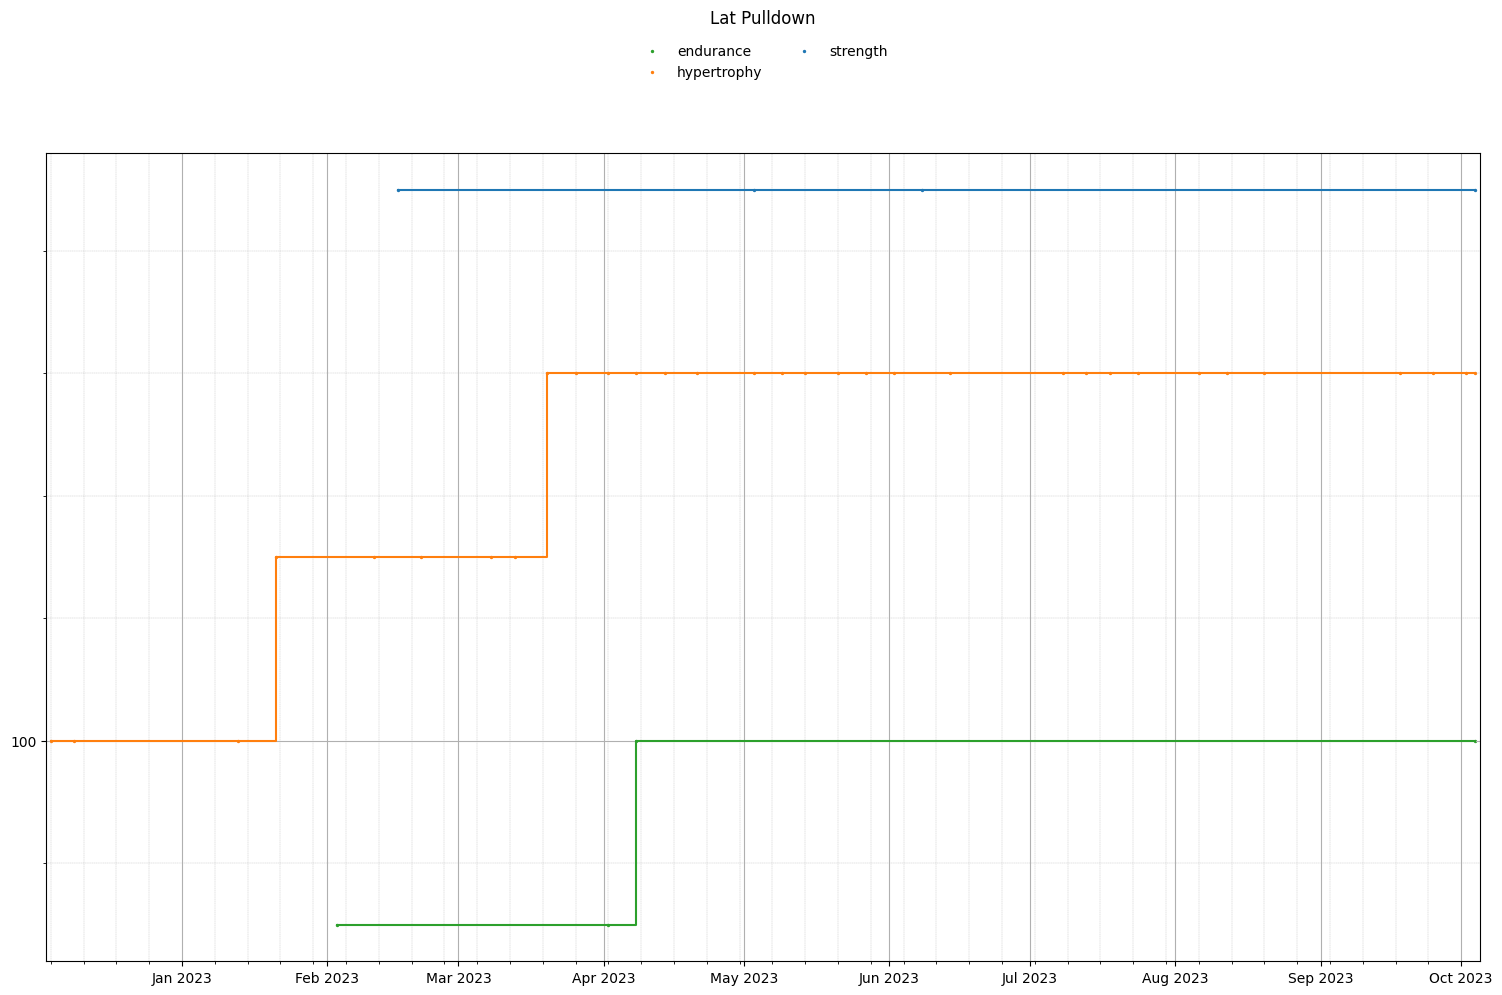 Lat Pulldown
endurance
hypertrophy
strength
100
Jan 2023
Feb 2023
Mar 2023
Apr 2023
May 2023
Jun 2023
Jul 2023
Aug 2023
Sep 2023
Oct 2023